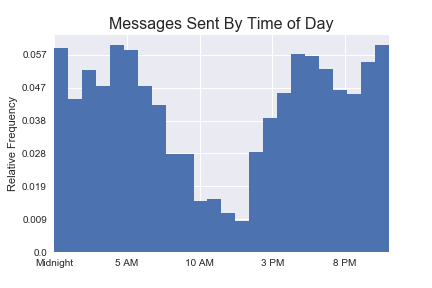 Messages Sent By Time of Day
Relative Frequency
0.057
0.047
0.038
0.028
0.019
0.009
0.0
Midnight 5 AM 10 AM 3 PM 8 PM